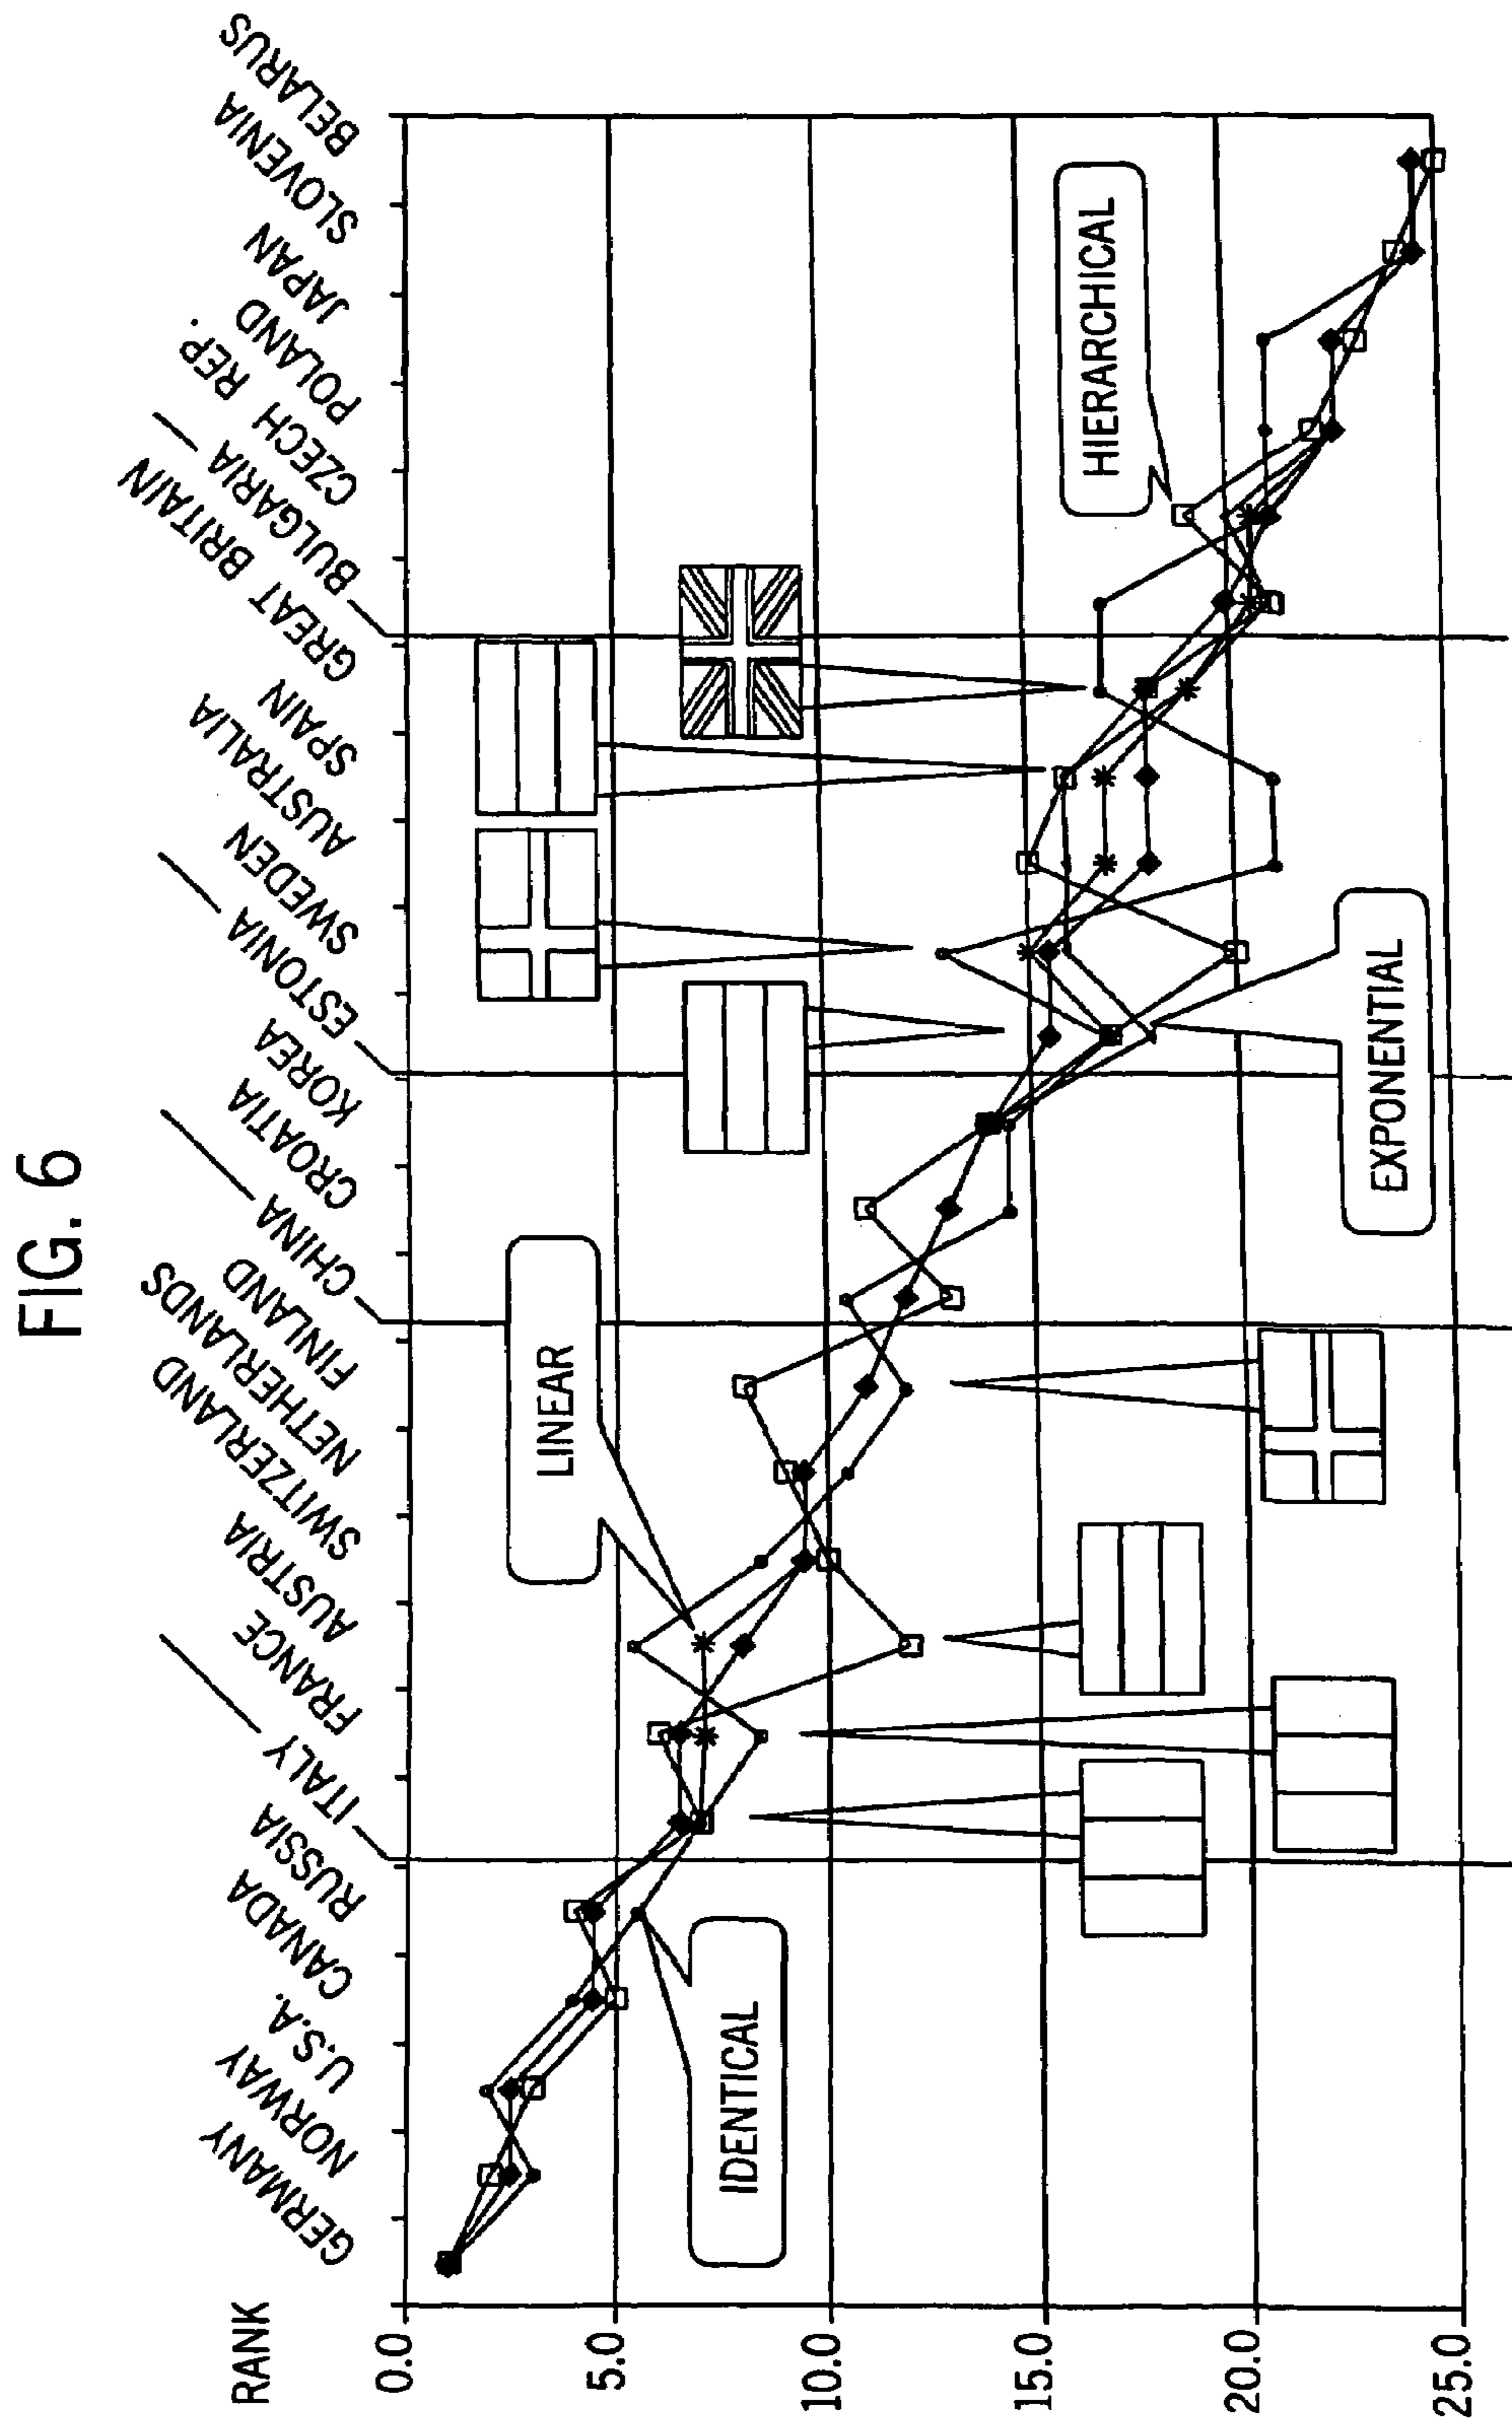 FIG. 6
RANK
GERMANY
NORWAY
U.S.A.
CANADA
RUSSIA
ITALY
FRANCE
AUSTRIA
SWITZERLAND
NETHERLANDS
FINLAND
CHINA
CROATIA
KOREA
ESTONIA
SWEDEN
AUSTRALIA
SPAIN
GREAT BRITAIN
BULGARIA
CZECH REP.
POLAND
JAPAN
SLOVENIA
BELARUS
0.0
5.0
10.0
15.0
20.0
25.0
LINEAR
IDENTICAL
HIERARCHICAL
EXPONENTIAL